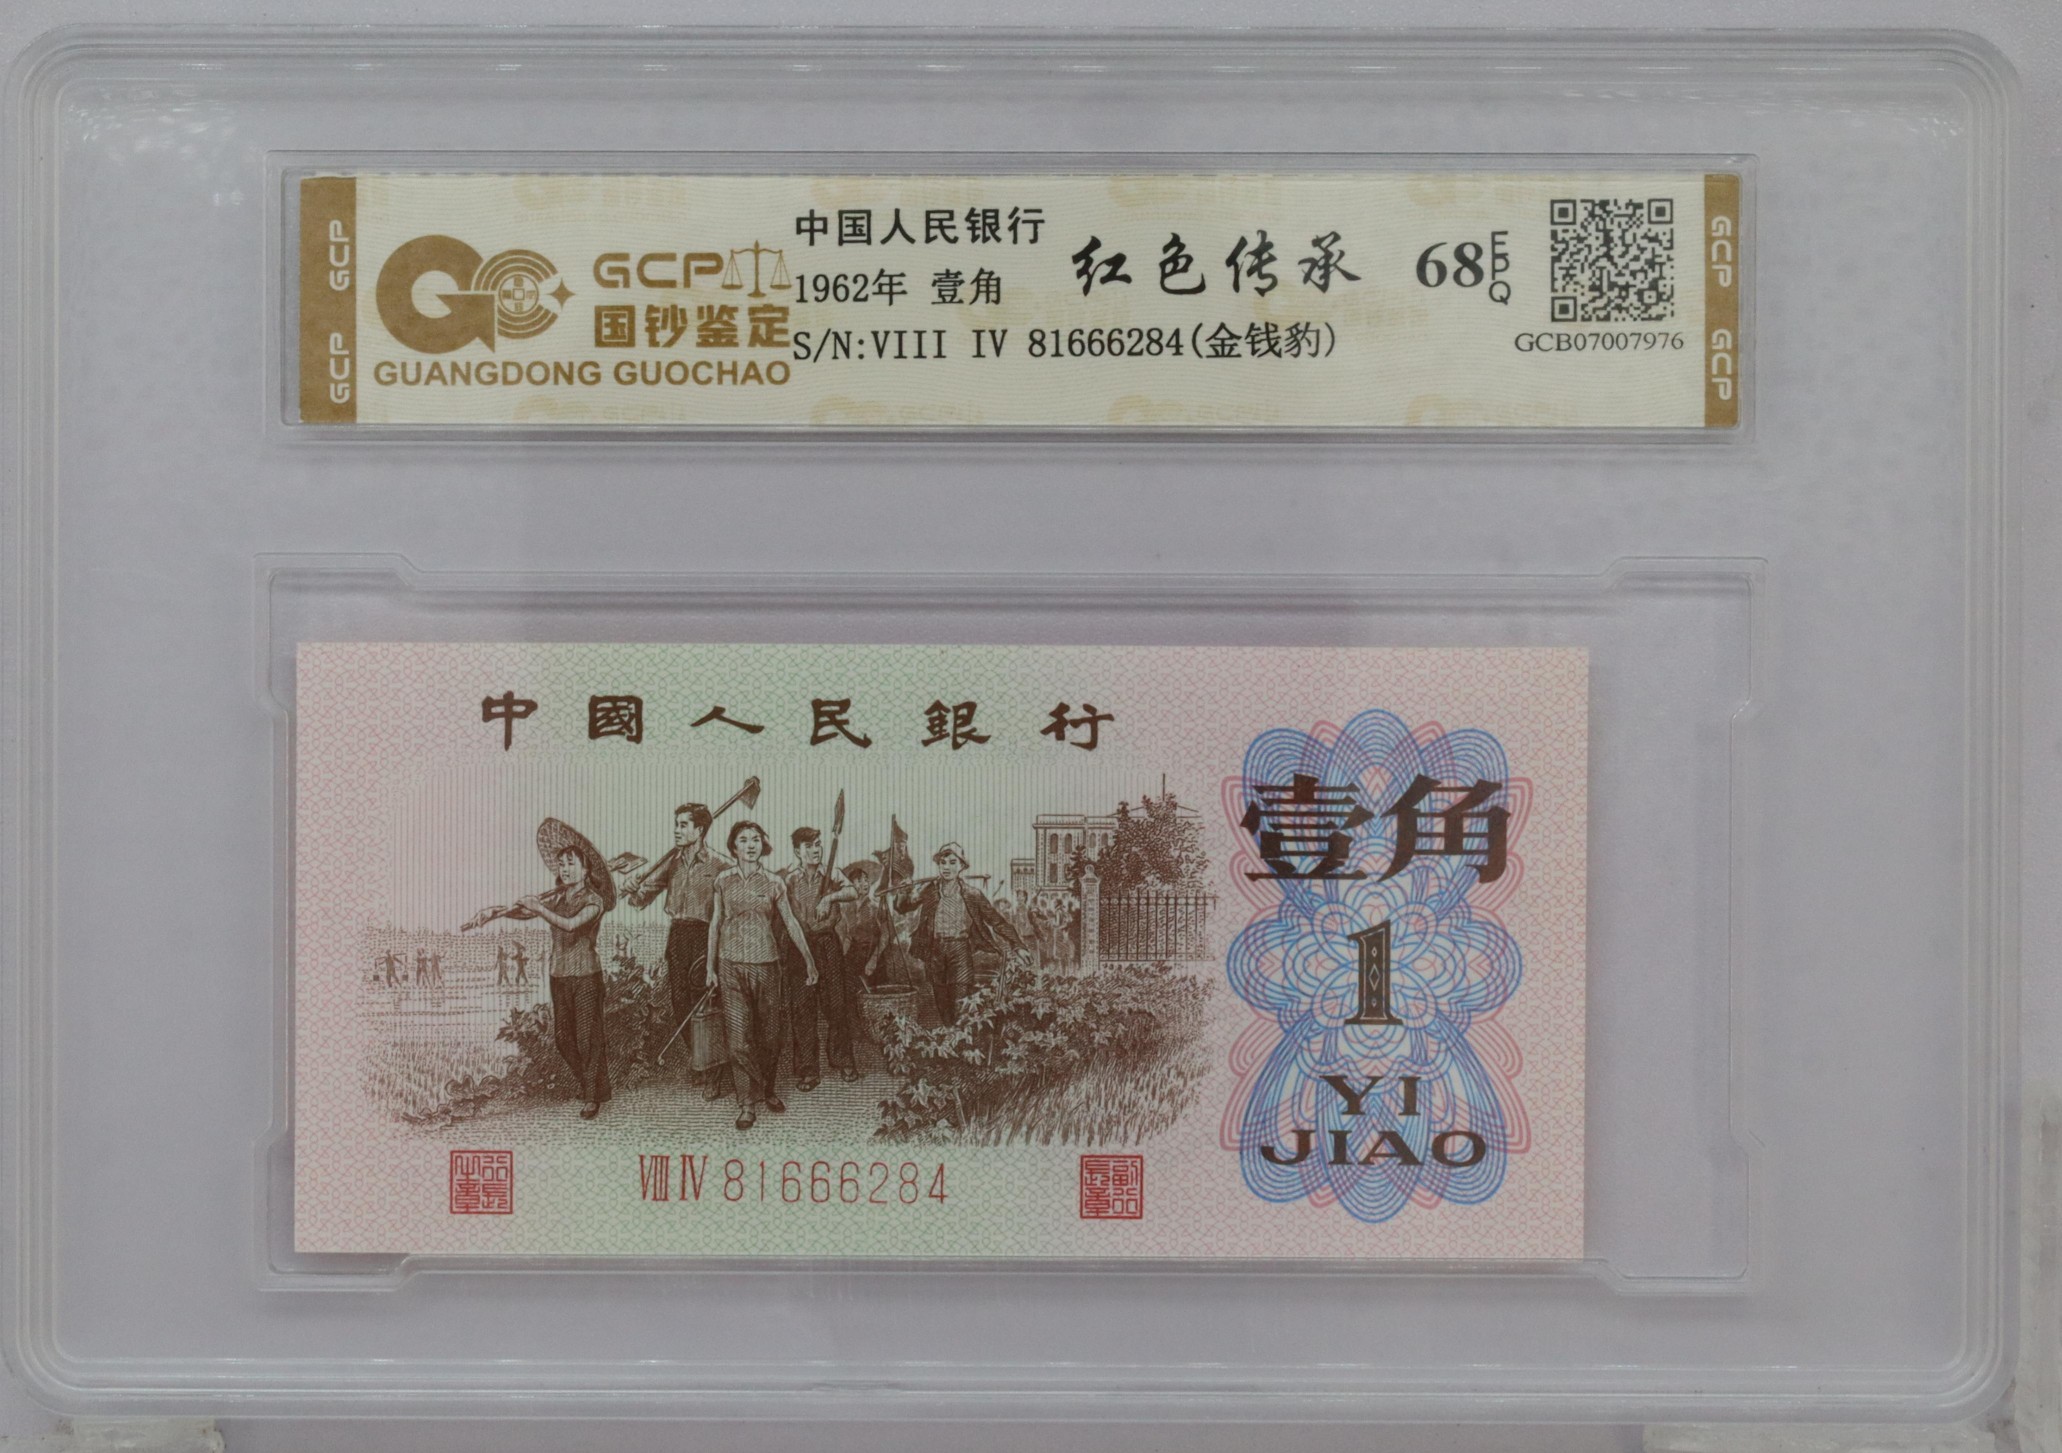 GCP
GCP
GCP
国钞鉴定
GUANGDONG GUOCHAO
中国人民银行
1962年 壹角
S/N:VIII IV 81666284(金钱豹)
红色传承
68
EPQ
GCB07007976
GCP
GCP
中國人民銀行
壹角
1
YI
JIAO
VIII IV 81666284